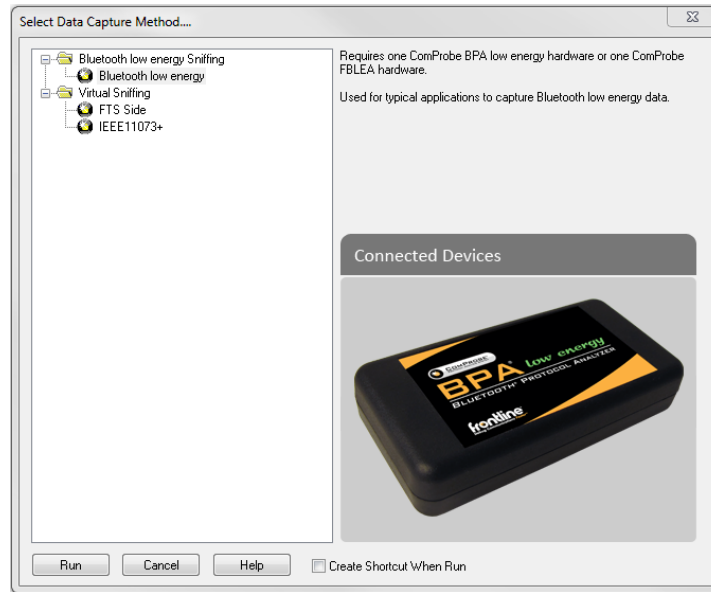 Select Data Capture Method....
Bluetooth low energy Sniffing
Bluetooth low energy
Virtual Sniffing
FTS Side
IEEE11073+
Requires one ComProbe BPA low energy hardware or one ComProbe
FBLEA hardware.
Used for typical applications to capture Bluetooth low energy data.
Connected Devices
COMPROBE
BPA low energy
BLUETOOTH® PROTOCOL ANALYZER
frontline
Run
Cancel
Help
Create Shortcut When Run